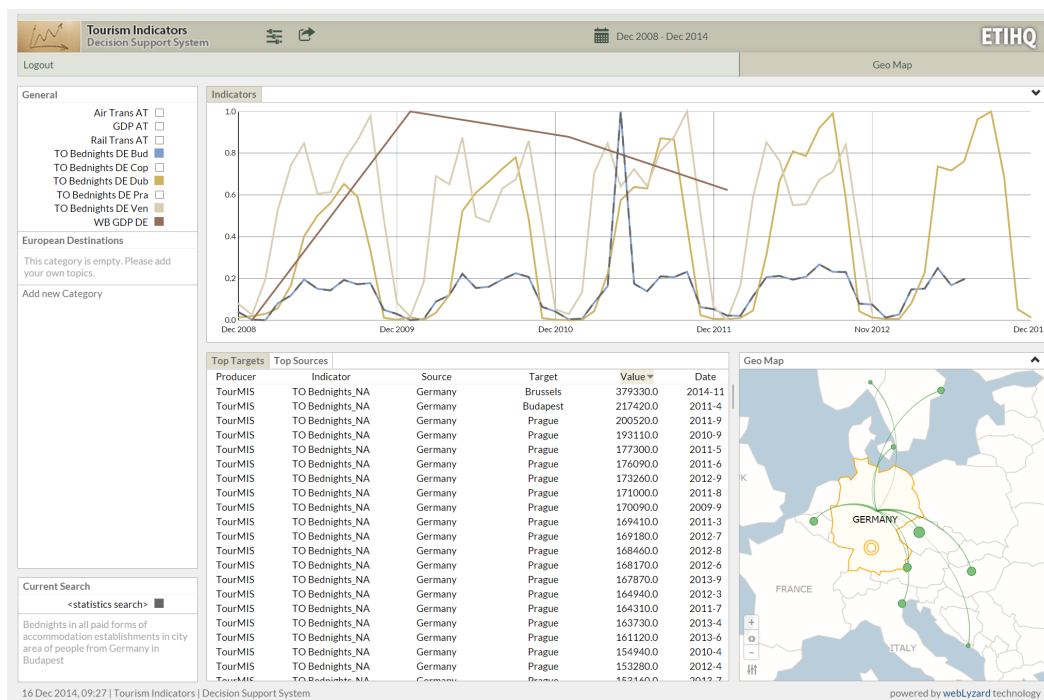 Tourism Indicators
Decision Support System
Dec 2008 - Dec 2014
ETIHQ
Logout
Geo Map
General
Air Trans AT
GDP AT
Rail Trans AT
TO Bednights DE Bud
TO Bednights DE Cop
TO Bednights DE Dub
TO Bednights DE Pra
TO Bednights DE Ven
WB GDP DE
European Destinations
This category is empty. Please add
your own topics.
Add new Category
Current Search
<statistics search>
Bednights in all paid forms of
accommodation establishments in city
area of people from Germany in
Budapest
Indicators
1.0
0.8
0.6
0.4
0.2
0.0
Dec 2008 Dec 2009 Dec 2010 Dec 2011 Nov 2012 Dec 201
Top Targets Top Sources
Producer Indicator Source Target Value Date
TourMIS TO Bednights_NA Germany Brussels 379330.0 2014-11
TourMIS TO Bednights_NA Germany Budapest 217420.0 2011-4
TourMIS TO Bednights_NA Germany Prague 200520.0 2011-9
TourMIS TO Bednights_NA Germany Prague 193110.0 2010-9
TourMIS TO Bednights_NA Germany Prague 177300.0 2011-5
TourMIS TO Bednights_NA Germany Prague 176090.0 2011-6
TourMIS TO Bednights_NA Germany Prague 173260.0 2012-9
TourMIS TO Bednights_NA Germany Prague 171000.0 2011-8
TourMIS TO Bednights_NA Germany Prague 170090.0 2009-9
TourMIS TO Bednights_NA Germany Prague 169410.0 2011-3
TourMIS TO Bednights_NA Germany Prague 169180.0 2012-7
TourMIS TO Bednights_NA Germany Prague 168460.0 2012-8
TourMIS TO Bednights_NA Germany Prague 168170.0 2012-6
TourMIS TO Bednights_NA Germany Prague 167870.0 2013-9
TourMIS TO Bednights_NA Germany Prague 164940.0 2012-3
TourMIS TO Bednights_NA Germany Prague 164310.0 2011-7
TourMIS TO Bednights_NA Germany Prague 163730.0 2013-4
TourMIS TO Bednights_NA Germany Prague 161120.0 2013-6
TourMIS TO Bednights_NA Germany Prague 154940.0 2010-4
TourMIS TO Bednights_NA Germany Prague 153280.0 2012-4
TourMIS TO Bednights_NA Germany Prague 153160.0 2013-7
Geo Map
K
GERMANY
FRANCE
ITALY
16 Dec 2014, 09:27 | Tourism Indicators | Decision Support System
powered by webLyzard technology